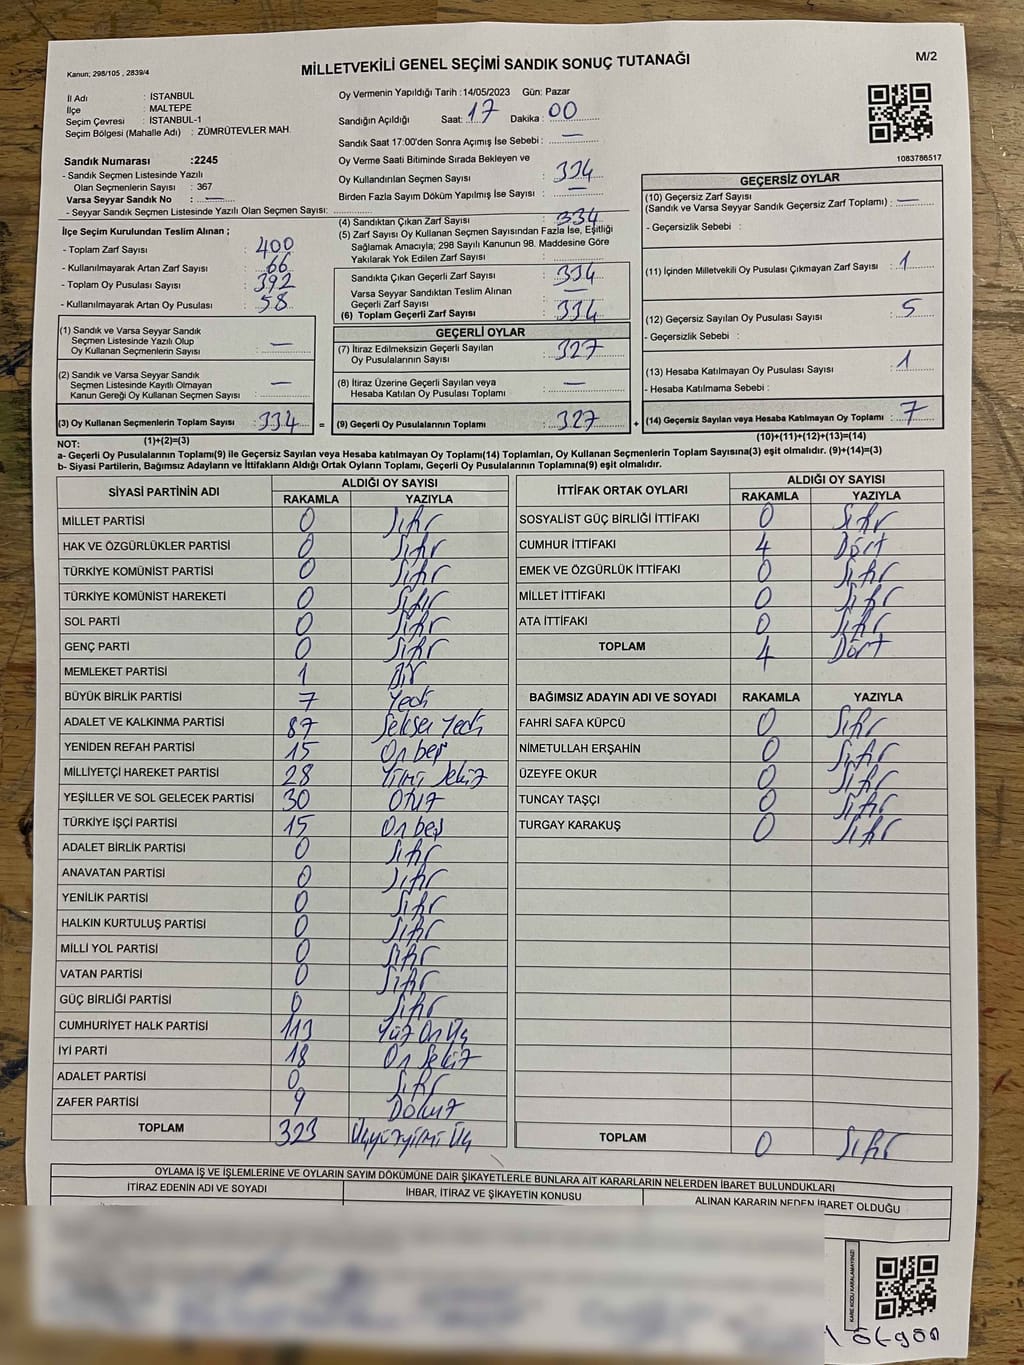 Kanun; 298/105 , 2839/4
MİLLETVEKİLİ GENEL SEÇİMİ SANDIK SONUÇ TUTANAĞI
M/2
İl Adı : İSTANBUL
İlçe : MALTEPE
Seçim Çevresi : İSTANBUL-1
Seçim Bölgesi (Mahalle Adı) : ZÜMRÜTEVLER MAH.
Sandık Numarası :2245
- Sandık Seçmen Listesinde Yazılı
Olan Seçmenlerin Sayısı : 367
Varsa Seyyar Sandık No : —
- Seyyar Sandık Seçmen Listesinde Yazılı Olan Seçmen Sayısı:
İlçe Seçim Kurulundan Teslim Alınan ;
- Toplam Zarf Sayısı : 400
- Kullanılmayarak Artan Zarf Sayısı : 66
- Toplam Oy Pusulası Sayısı : 392
- Kullanılmayarak Artan Oy Pusulası : 58
(1) Sandık ve Varsa Seyyar Sandık
Seçmen Listesinde Yazılı Olup
Oy Kullanan Seçmenlerin Sayısı : —
(2) Sandık ve Varsa Seyyar Sandık
Seçmen Listesinde Kayıtlı Olmayan
Kanun Gereği Oy Kullanan Seçmen Sayısı : —
(3) Oy Kullanan Seçmenlerin Toplam Sayısı : 334 =
(1)+(2)=(3)
Oy Vermenin Yapıldığı Tarih :14/05/2023 Gün: Pazar
Sandığın Açıldığı Saat: 17 Dakika : 00
Sandık Saat 17:00'den Sonra Açımış İse Sebebi : —
Oy Verme Saati Bitiminde Sırada Bekleyen ve
Oy Kullandırılan Seçmen Sayısı : 334
Birden Fazla Sayım Döküm Yapılmış İse Sayısı : —
(4) Sandıktan Çıkan Zarf Sayısı : 334
(5) Zarf Sayısı Oy Kullanan Seçmen Sayısından Fazla İse, Eşitliği
Sağlamak Amacıyla; 298 Sayılı Kanunun 98. Maddesine Göre
Yakılarak Yok Edilen Zarf Sayısı :
Sandıkta Çıkan Geçerli Zarf Sayısı : 334
Varsa Seyyar Sandıktan Teslim Alınan
Geçerli Zarf Sayısı : —
(6) Toplam Geçerli Zarf Sayısı : 334
GEÇERLİ OYLAR
(7) İtiraz Edilmeksizin Geçerli Sayılan
Oy Pusulalarının Sayısı : 327
(8) İtiraz Üzerine Geçerli Sayılan veya
Hesaba Katılan Oy Pusulası Toplamı : —
(9) Geçerli Oy Pusulalarının Toplamı : 327 +
1083786517
GEÇERSİZ OYLAR
(10) Geçersiz Zarf Sayısı
(Sandık ve Varsa Seyyar Sandık Geçersiz Zarf Toplamı) : —
- Geçersizlik Sebebi :
(11) İçinden Milletvekili Oy Pusulası Çıkmayan Zarf Sayısı : 1
(12) Geçersiz Sayılan Oy Pusulası Sayısı : 5
- Geçersizlik Sebebi :
(13) Hesaba Katılmayan Oy Pusulası Sayısı : 1
- Hesaba Katılmama Sebebi :
(14) Geçersiz Sayılan veya Hesaba Katılmayan Oy Toplamı : 7
(10)+(11)+(12)+(13)=(14)
NOT:
a- Geçerli Oy Pusulalarının Toplamı(9) ile Geçersiz Sayılan veya Hesaba katılmayan Oy Toplamı(14) Toplamları, Oy Kullanan Seçmenlerin Toplam Sayısına(3) eşit olmalıdır. (9)+(14)=(3)
b- Siyasi Partilerin, Bağımsız Adayların ve İttifakların Aldığı Ortak Oyların Toplamı, Geçerli Oy Pusulalarının Toplamına(9) eşit olmalıdır.
SİYASİ PARTİNİN ADI ALDIĞI OY SAYISI
RAKAMLA YAZIYLA
MİLLET PARTİSİ 0 Sıfır
HAK VE ÖZGÜRLÜKLER PARTİSİ 0 Sıfır
TÜRKİYE KOMÜNİST PARTİSİ 0 Sıfır
TÜRKİYE KOMÜNİST HAREKETİ 0 Sıfır
SOL PARTİ 0 Sıfır
GENÇ PARTİ 0 Sıfır
MEMLEKET PARTİSİ 1 Bir
BÜYÜK BİRLİK PARTİSİ 7 Yedi
ADALET VE KALKINMA PARTİSİ 87 Seksen Yedi
YENİDEN REFAH PARTİSİ 15 On beş
MİLLİYETÇİ HAREKET PARTİSİ 28 Yirmi Sekiz
YEŞİLLER VE SOL GELECEK PARTİSİ 30 Otuz
TÜRKİYE İŞÇİ PARTİSİ 15 On beş
ADALET BİRLİK PARTİSİ 0 Sıfır
ANAVATAN PARTİSİ 0 Sıfır
YENİLİK PARTİSİ 0 Sıfır
HALKIN KURTULUŞ PARTİSİ 0 Sıfır
MİLLİ YOL PARTİSİ 0 Sıfır
VATAN PARTİSİ 0 Sıfır
GÜÇ BİRLİĞİ PARTİSİ 0 Sıfır
CUMHURİYET HALK PARTİSİ 113 Yüz On Üç
İYİ PARTİ 18 On Sekiz
ADALET PARTİSİ 0 Sıfır
ZAFER PARTİSİ 9 Dokuz
TOPLAM 323 Üçyüzyirmi Üç
İTTİFAK ORTAK OYLARI ALDIĞI OY SAYISI
RAKAMLA YAZIYLA
SOSYALİST GÜÇ BİRLİĞİ İTTİFAKI 0 Sıfır
CUMHUR İTTİFAKI 4 Dört
EMEK VE ÖZGÜRLÜK İTTİFAKI 0 Sıfır
MİLLET İTTİFAKI 0 Sıfır
ATA İTTİFAKI 0 Sıfır
TOPLAM 4 Dört
BAĞIMSIZ ADAYIN ADI VE SOYADI RAKAMLA YAZIYLA
FAHRİ SAFA KÜPCÜ 0 Sıfır
NİMETULLAH ERŞAHİN 0 Sıfır
ÜZEYFE OKUR 0 Sıfır
TUNCAY TAŞÇI 0 Sıfır
TURGAY KARAKUŞ 0 Sıfır
TOPLAM 0 Sıfır
OYLAMA İŞ VE İŞLEMLERİNE VE OYLARIN SAYIM DÖKÜMÜNE DAİR ŞİKAYETLERLE BUNLARA AİT KARARLARIN NELERDEN İBARET BULUNDUKLARI
İTİRAZ EDENİN ADI VE SOYADI İHBAR, İTİRAZ VE ŞİKAYETİN KONUSU ALINAN KARARIN NEDEN İBARET OLDUĞU
KARE KODU KARALAMAYINIZ!